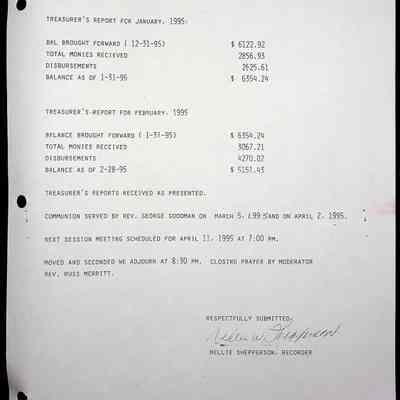 TREASURER'S REPORT FOR JANUARY, 1995:
BAL BROUGHT FORWARD ( 12-31-95) $ 6122.92
TOTAL MONIES RECIEVED 2856.93
DISBURSEMENTS 2625.61
BALANCE AS OF 1-31-95 $ 6354.24
TREASURER'S REPORT FOR FEBRUARY, 1995
BALANCE BROUGHT FORWARD ( 1-31-95) $ 6354.24
TOTAL MONIES RECEIVED 3067.21
DISBURSEMENTS 4270.02
BALANCE AS OF 2-28-95 $ 5151.43
TREASURER'S REPORTS RECEIVED AS PRESENTED.
COMMUNION SERVED BY REV. GEORGE GOODMAN ON MARCH 5, 1995 AND ON APRIL 2, 1995.
NEXT SESSION MEETING SCHEDULED FOR APRIL 11, 1995 AT 7:00 PM.
MOVED AND SECONDED WE ADJOURN AT 8:30 PM. CLOSING PRAYER BY MODERATOR
REV. RUSS MERRITT.
RESPECTFULLY SUBMITTED,
Nellie W. Shepperson
NELLIE SHEPPERSON, RECORDER